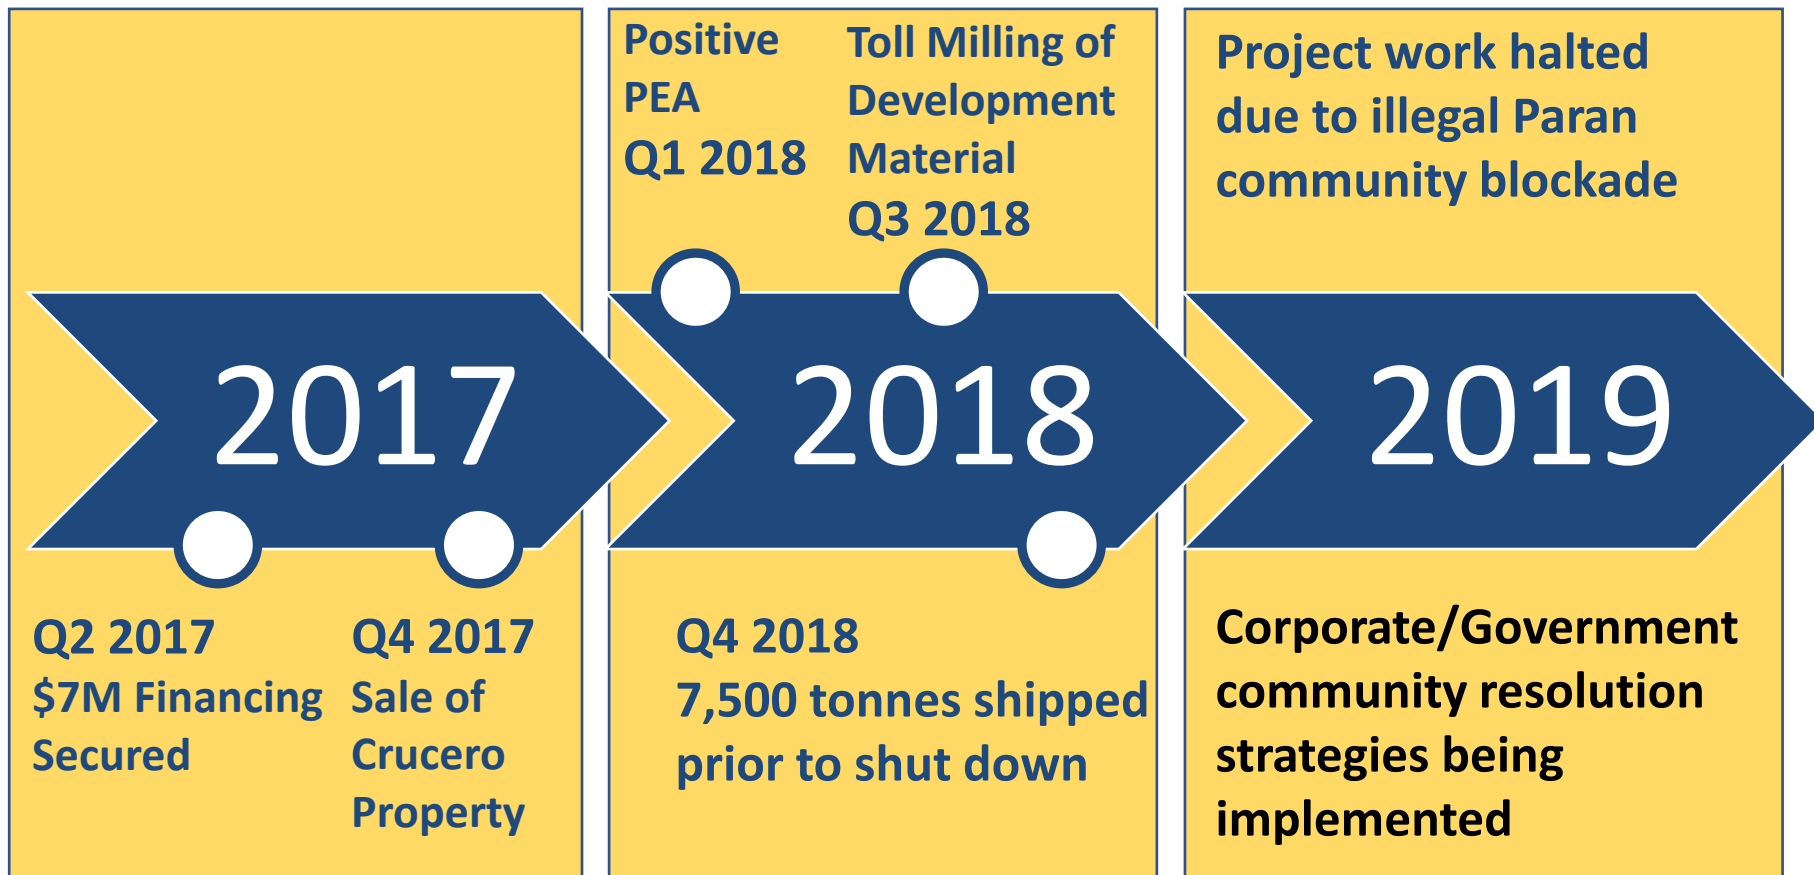 2017
Q2 2017
$7M Financing
Secured
Q4 2017
Sale of
Crucero
Property
Positive
PEA
Q1 2018
Toll Milling of
Development
Material
Q3 2018
2018
Q4 2018
7,500 tonnes shipped
prior to shut down
Project work halted
due to illegal Paran
community blockade
2019
Corporate/Government
community resolution
strategies being
implemented